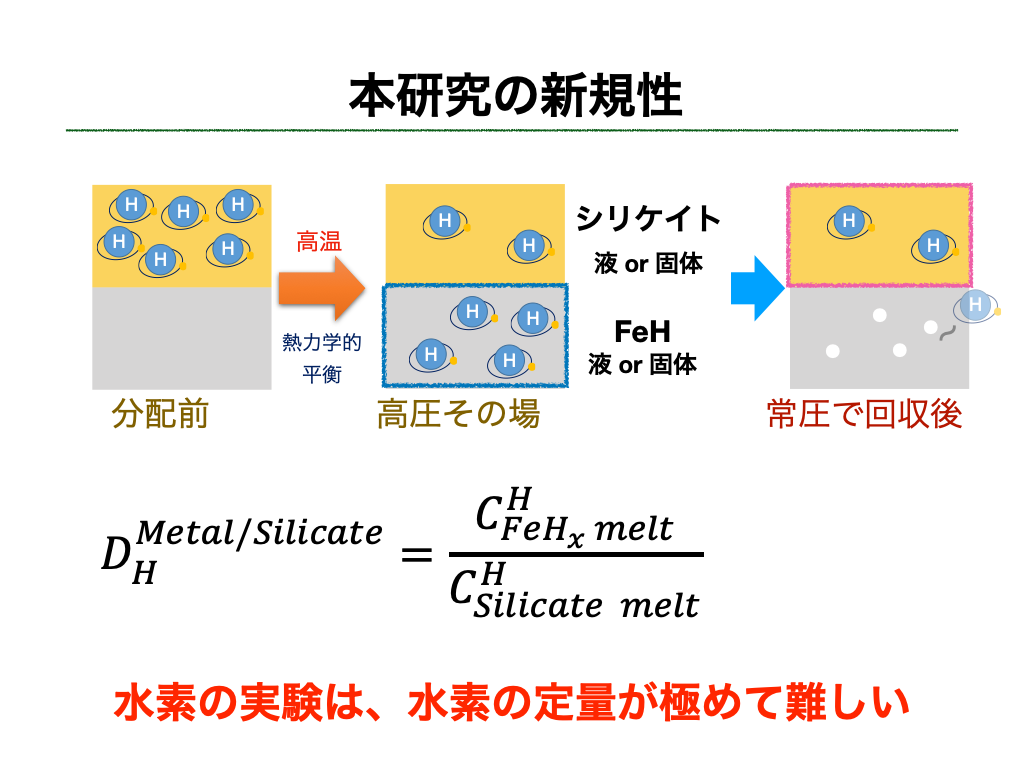 本研究の新規性
H H H
H H H
高温
熱力学的
平衡
H
H
H H
H H
シリケイト
液 or 固体
FeH
液 or 固体
H
H
H
分配前
高圧その場
常圧で回収後
D_H^{Metal/Silicate} = \frac{C_{FeH_x melt}^{H}}{C_{Silicate melt}^{H}}
水素の実験は、水素の定量が極めて難しい